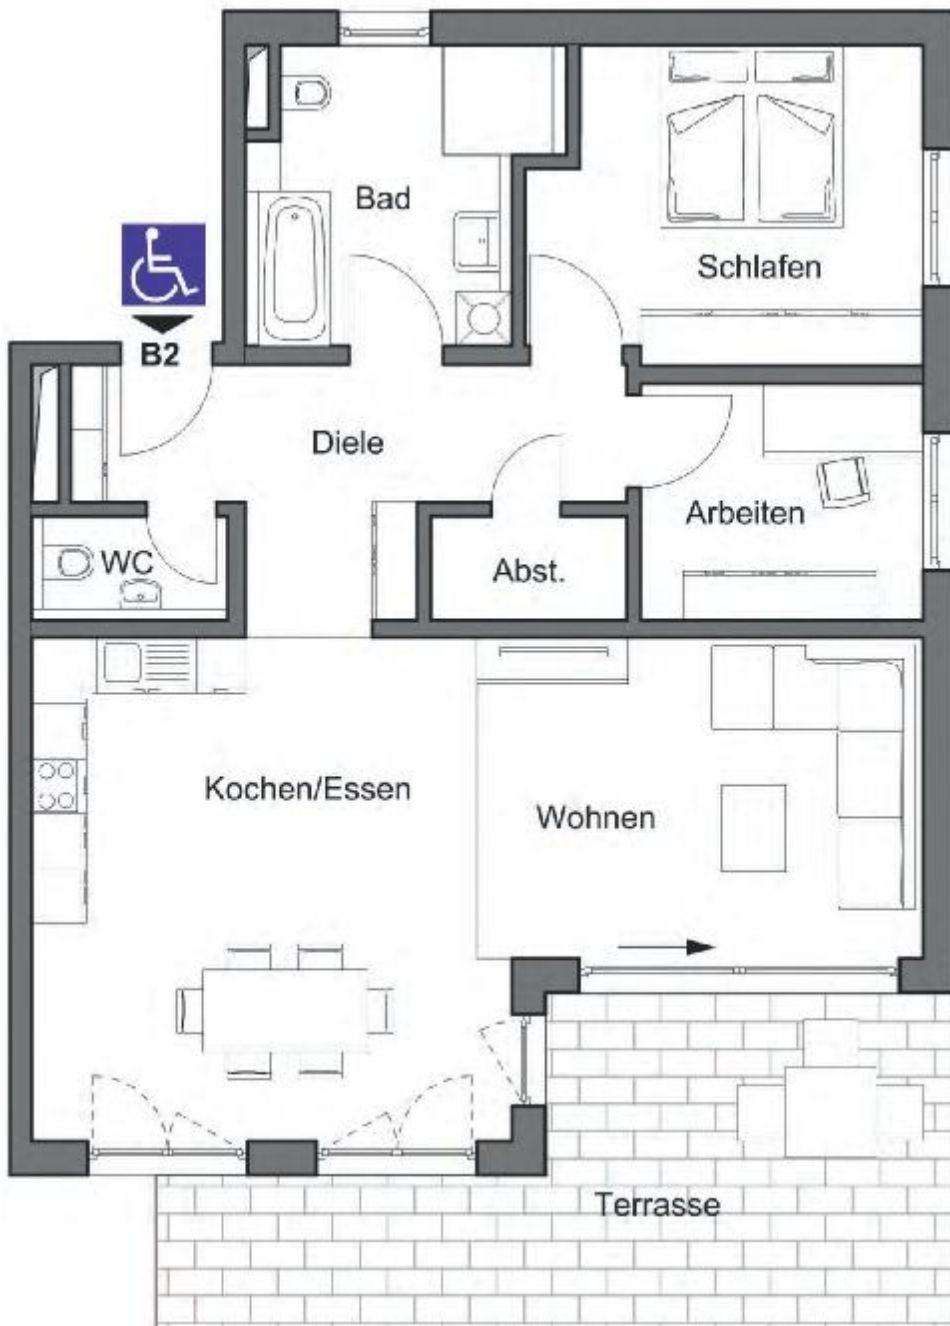 Bad
Schlafen
B2
Diele
Arbeiten
WC
Abst.
Kochen/Essen
Wohnen
Terrasse